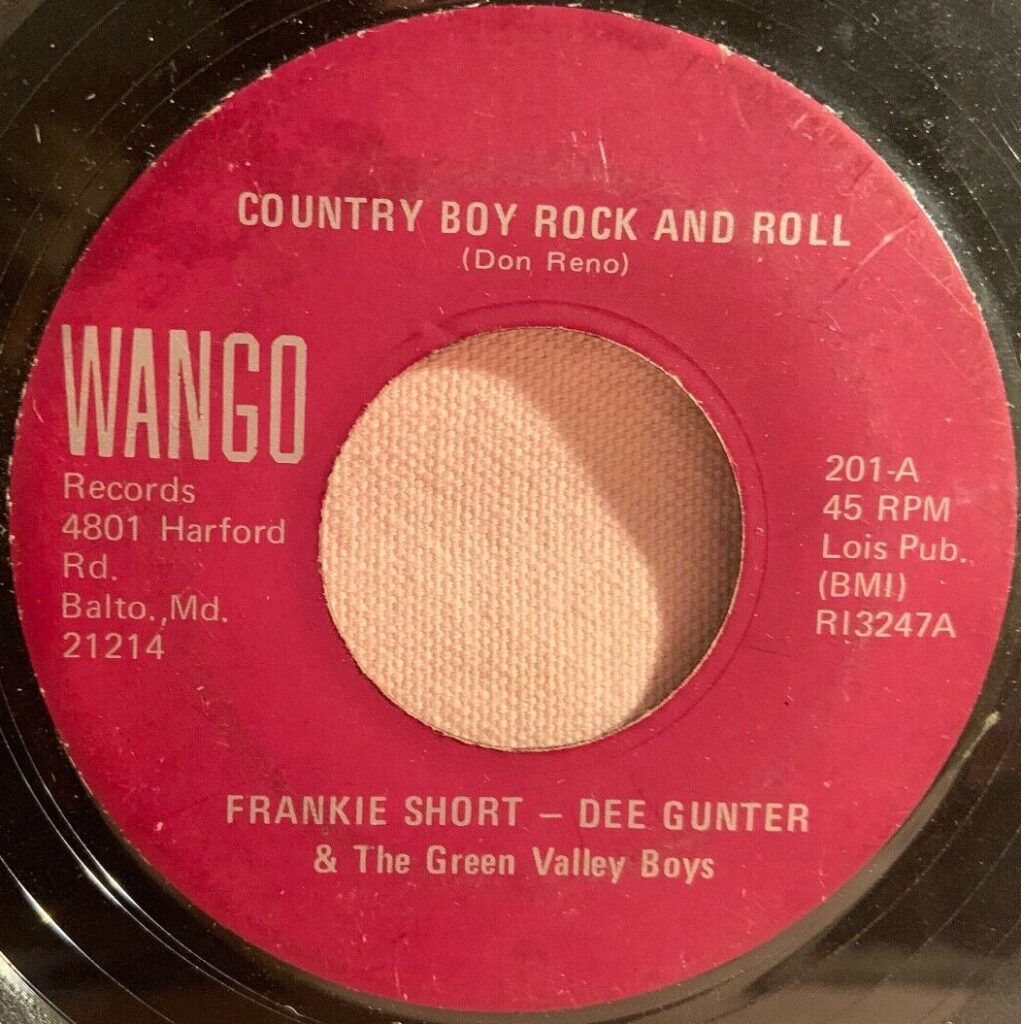 COUNTRY BOY ROCK AND ROLL
(Don Reno)
WANGO
Records
4801 Harford
Rd.
Balto.,Md.
21214
201-A
45 RPM
Lois Pub.
(BMI)
RI3247A
FRANKIE SHORT – DEE GUNTER
& The Green Valley Boys